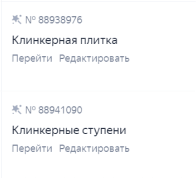 № 88938976
Клинкерная плитка
Перейти Редактировать
№ 88941090
Клинкерные ступени
Перейти Редактировать